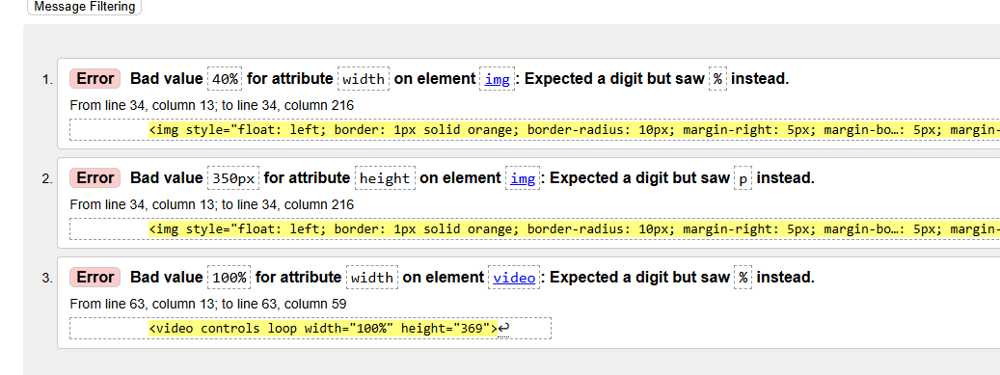 Message Filtering
1. Error Bad value 40% for attribute width on element img: Expected a digit but saw % instead.
From line 34, column 13; to line 34, column 216
<img style="float: left; border: 1px solid orange; border-radius: 10px; margin-right: 5px; margin-bo…: 5px; margin-
2. Error Bad value 350px for attribute height on element img: Expected a digit but saw p instead.
From line 34, column 13; to line 34, column 216
<img style="float: left; border: 1px solid orange; border-radius: 10px; margin-right: 5px; margin-bo…: 5px; margin-
3. Error Bad value 100% for attribute width on element video: Expected a digit but saw % instead.
From line 63, column 13; to line 63, column 59
<video controls loop width="100%" height="369">↩